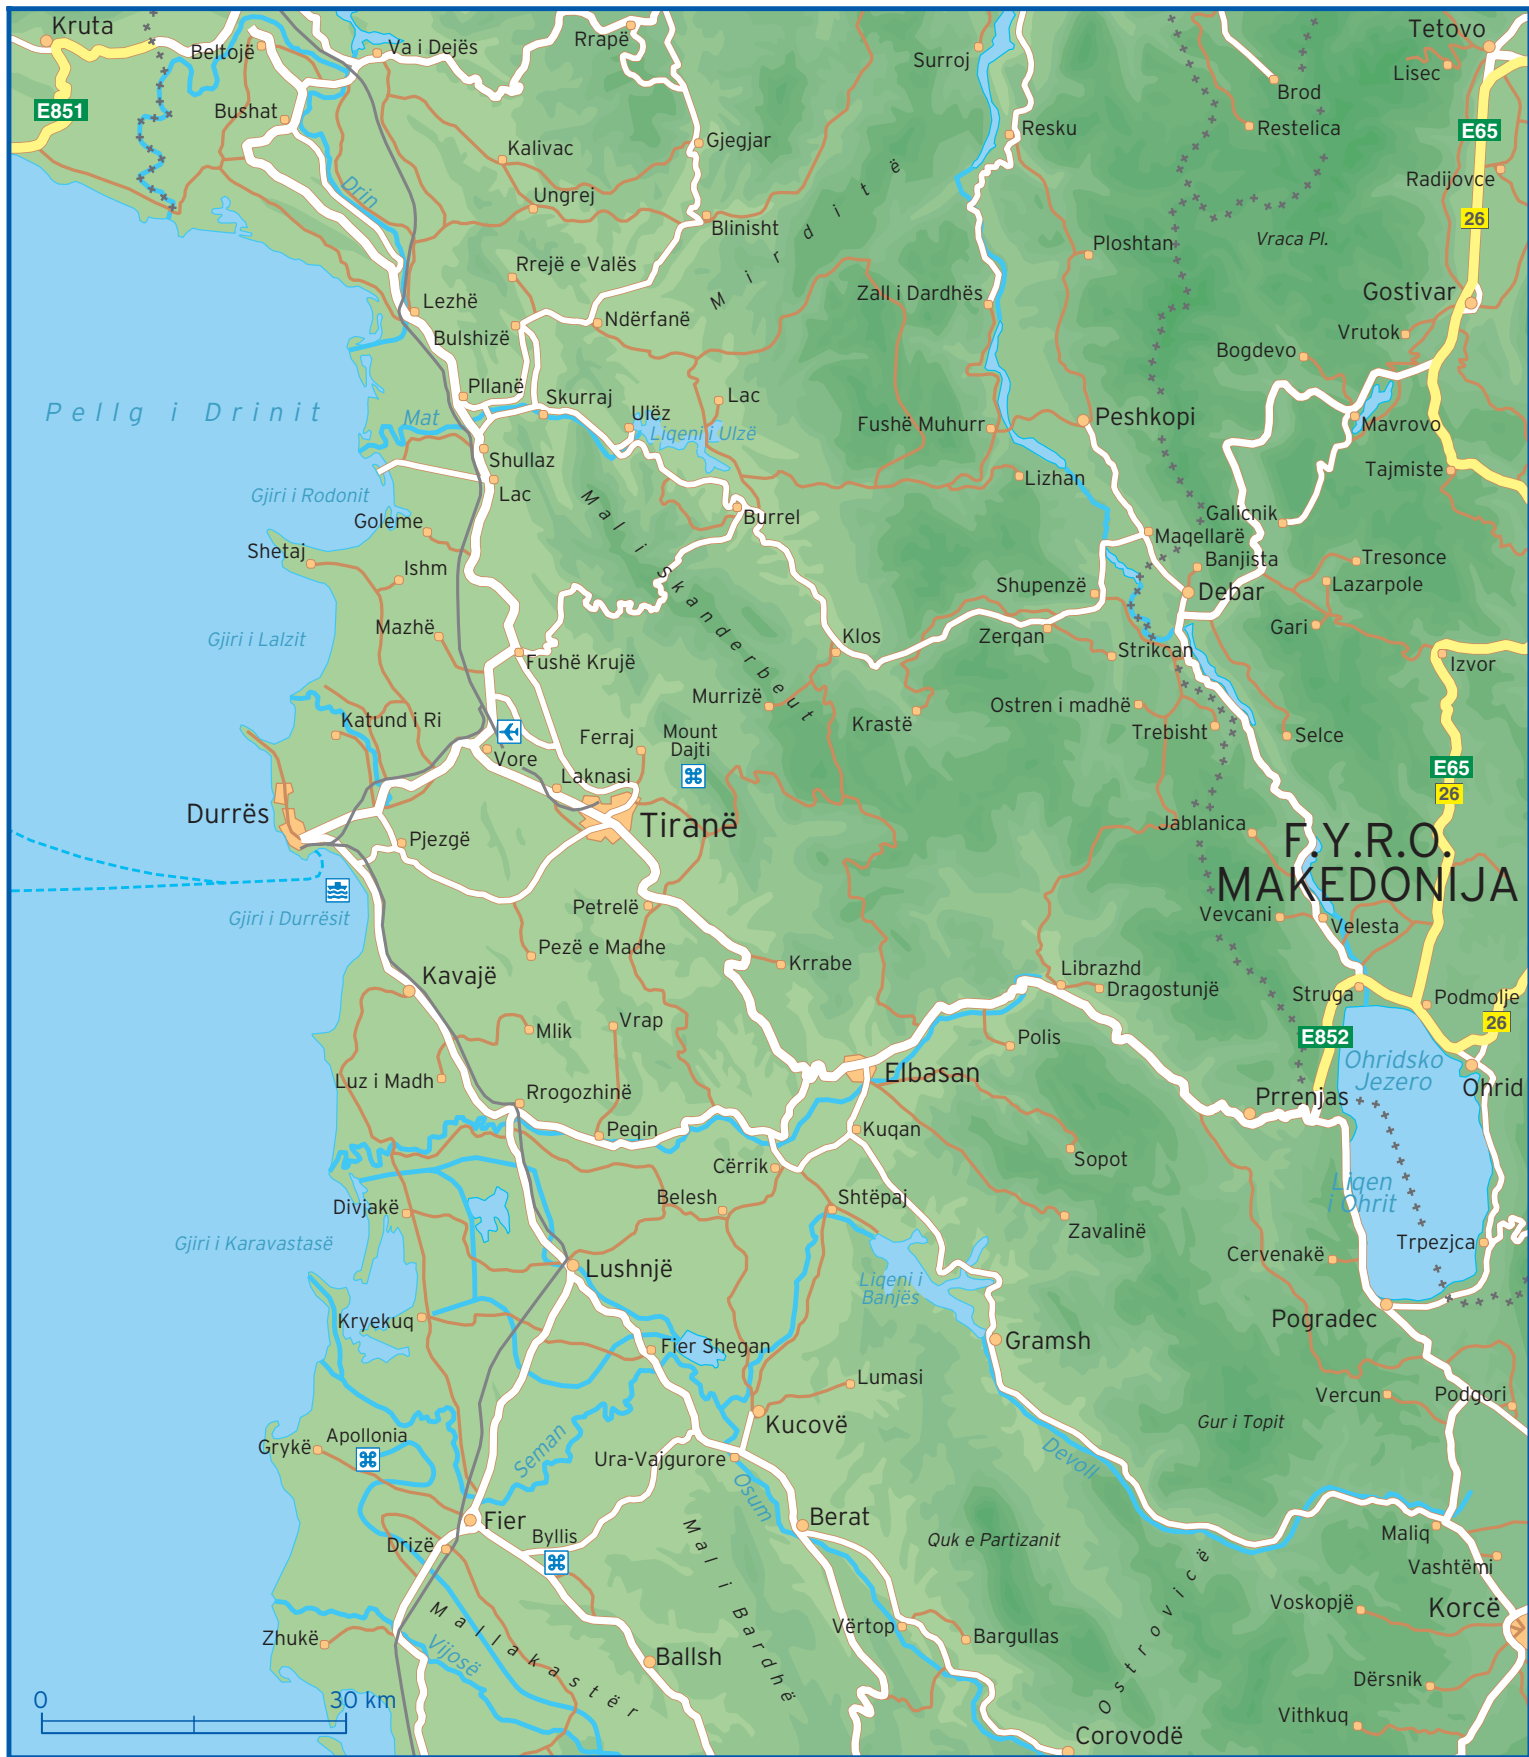 Kruta
Beltojë
Va i Dejës
Rrapë
Surroj
Tetovo
Lisec
Brod
E851
Bushat
Kalivac
Gjegjar
Resku
Restelica
E65
Radijovce
Drin
Ungrej
Blinisht
Mirditë
26
Ploshtan
Vraca Pl.
Rrejë e Valës
Zall i Dardhës
Gostivar
Lezhë
Ndërfanë
Bulshizë
Vrutok
Bogdevo
Pllanë
Skurraj
Lac
Pellg i Drinit
Mat
Ulëz
Liqeni i Ulzë
Fushë Muhurr
Peshkopi
Mavrovo
Shullaz
Lac
Tajmiste
Lizhan
Gjiri i Rodonit
Goleme
Burrel
Galicnik
Maqellarë
Shetaj
Ishm
Banjista
Tresonce
Mal i Skanderbeut
Shupenzë
Debar
Lazarpole
Gjiri i Lalzit
Mazhë
Klos
Zerqan
Gari
Strikcan
Fushë Krujë
Izvor
Murrizë
Krastë
Ostren i madhë
Katund i Ri
Ferraj
Mount
Dajti
Trebisht
Selce
Vore
Laknasi
E65
26
Durrës
Tiranë
Jablanica
F.Y.R.O.
MAKEDONIJA
Pjezgë
Gjiri i Durrësit
Petrelë
Vevcani
Velesta
Pezë e Madhe
Krrabe
Kavajë
Librazhd
Dragostunjë
Struga
Podmolje
26
Mlik
Vrap
Polis
E852
Ohridsko
Jezero
Luz i Madh
Elbasan
Ohrid
Rrogozhinë
Prrenjas
Peqin
Kuqan
Cërrik
Sopot
Liqen
i Ohrit
Divjakë
Belesh
Shtëpaj
Zavalinë
Gjiri i Karavastasë
Cervenakë
Trpezjca
Lushnjë
Liqeni i
Banjës
Kryekuq
Pogradec
Fier Shegan
Gramsh
Lumasi
Vercun
Podgori
Kucovë
Gur i Topit
Grykë
Apollonia
Seman
Ura-Vajgurore
Devoll
Osum
Fier
Berat
Byllis
Drizë
Quk e Partizanit
Maliq
Vashtëmi
Mal i Bardhë
Ostrovicë
Voskopjë
Korcë
Mallakastër
Zhukë
Vijosë
Vërtop
Bargullas
Ballsh
Dërsnik
0 30 km
Vithkuq
Corovodë